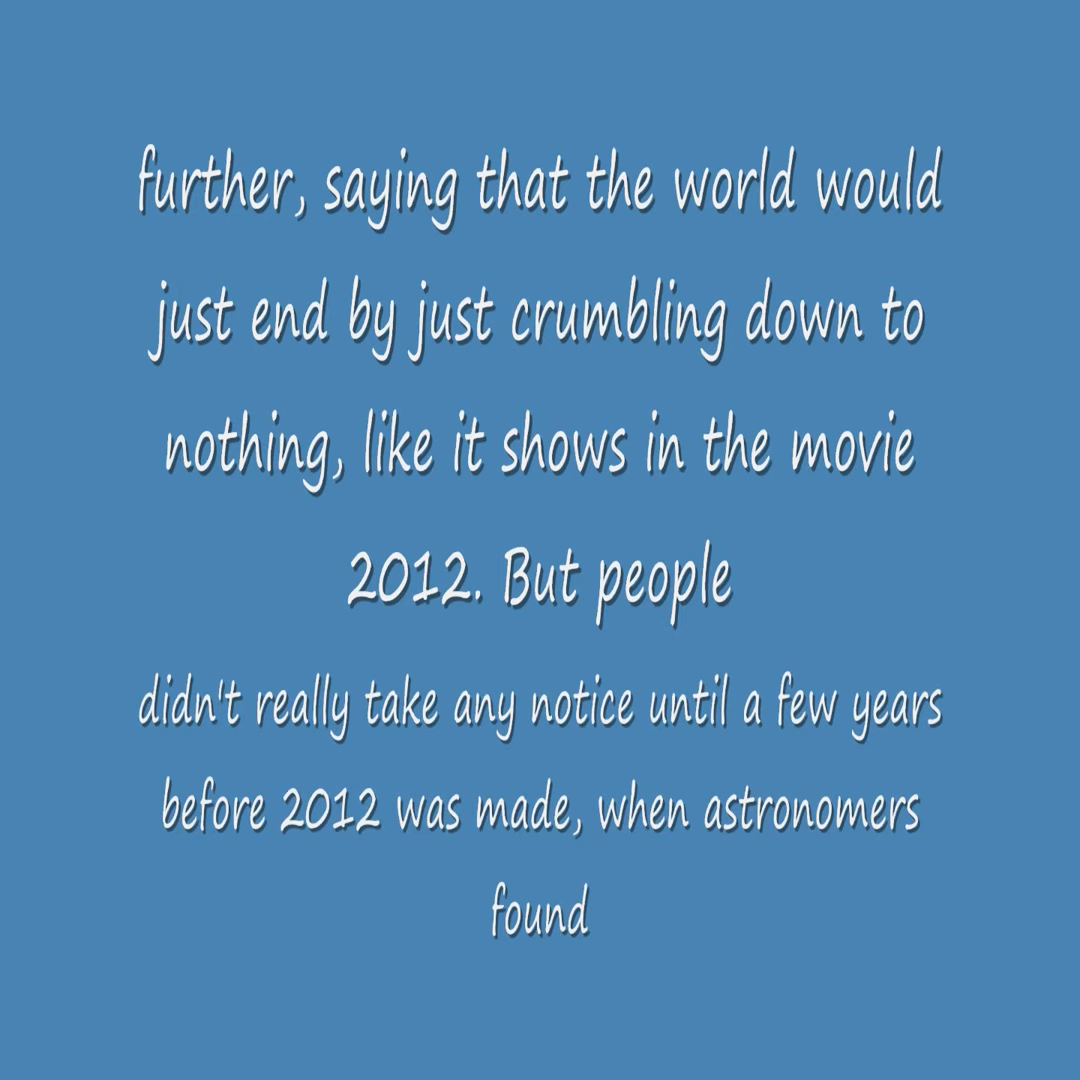 further, saying that the world would
just end by just crumbling down to
nothing, like it shows in the movie
2012. But people
didn't really take any notice until a few years
before 2012 was made, when astronomers
found